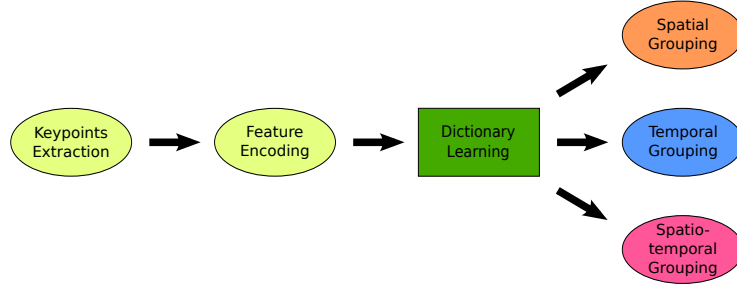 Keypoints
Extraction
Feature
Encoding
Dictionary
Learning
Spatial
Grouping
Temporal
Grouping
Spatio-
temporal
Grouping